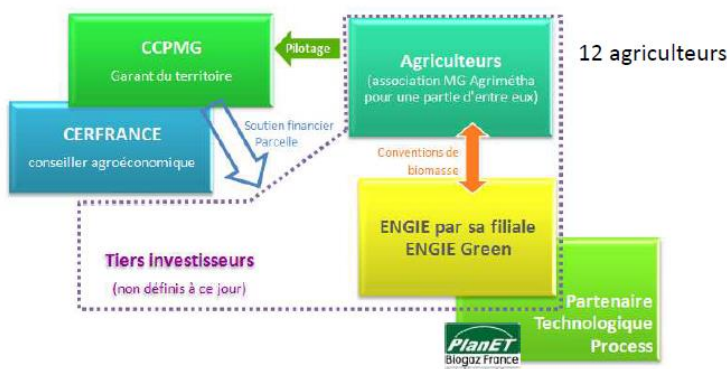 CCPMG
Garant du territoire
Pilotage
Agriculteurs
(association MG Agrimétha
pour une partie d'entre eux)
12 agriculteurs
CERFRANCE
conseiller agroéconomique
Soutien financier
Parcelle
Conventions de
biomasse
ENGIE par sa filiale
ENGIE Green
Tiers investisseurs
(non définis à ce jour)
Partenaire
Technologique
Process
PlanET
Biogaz France